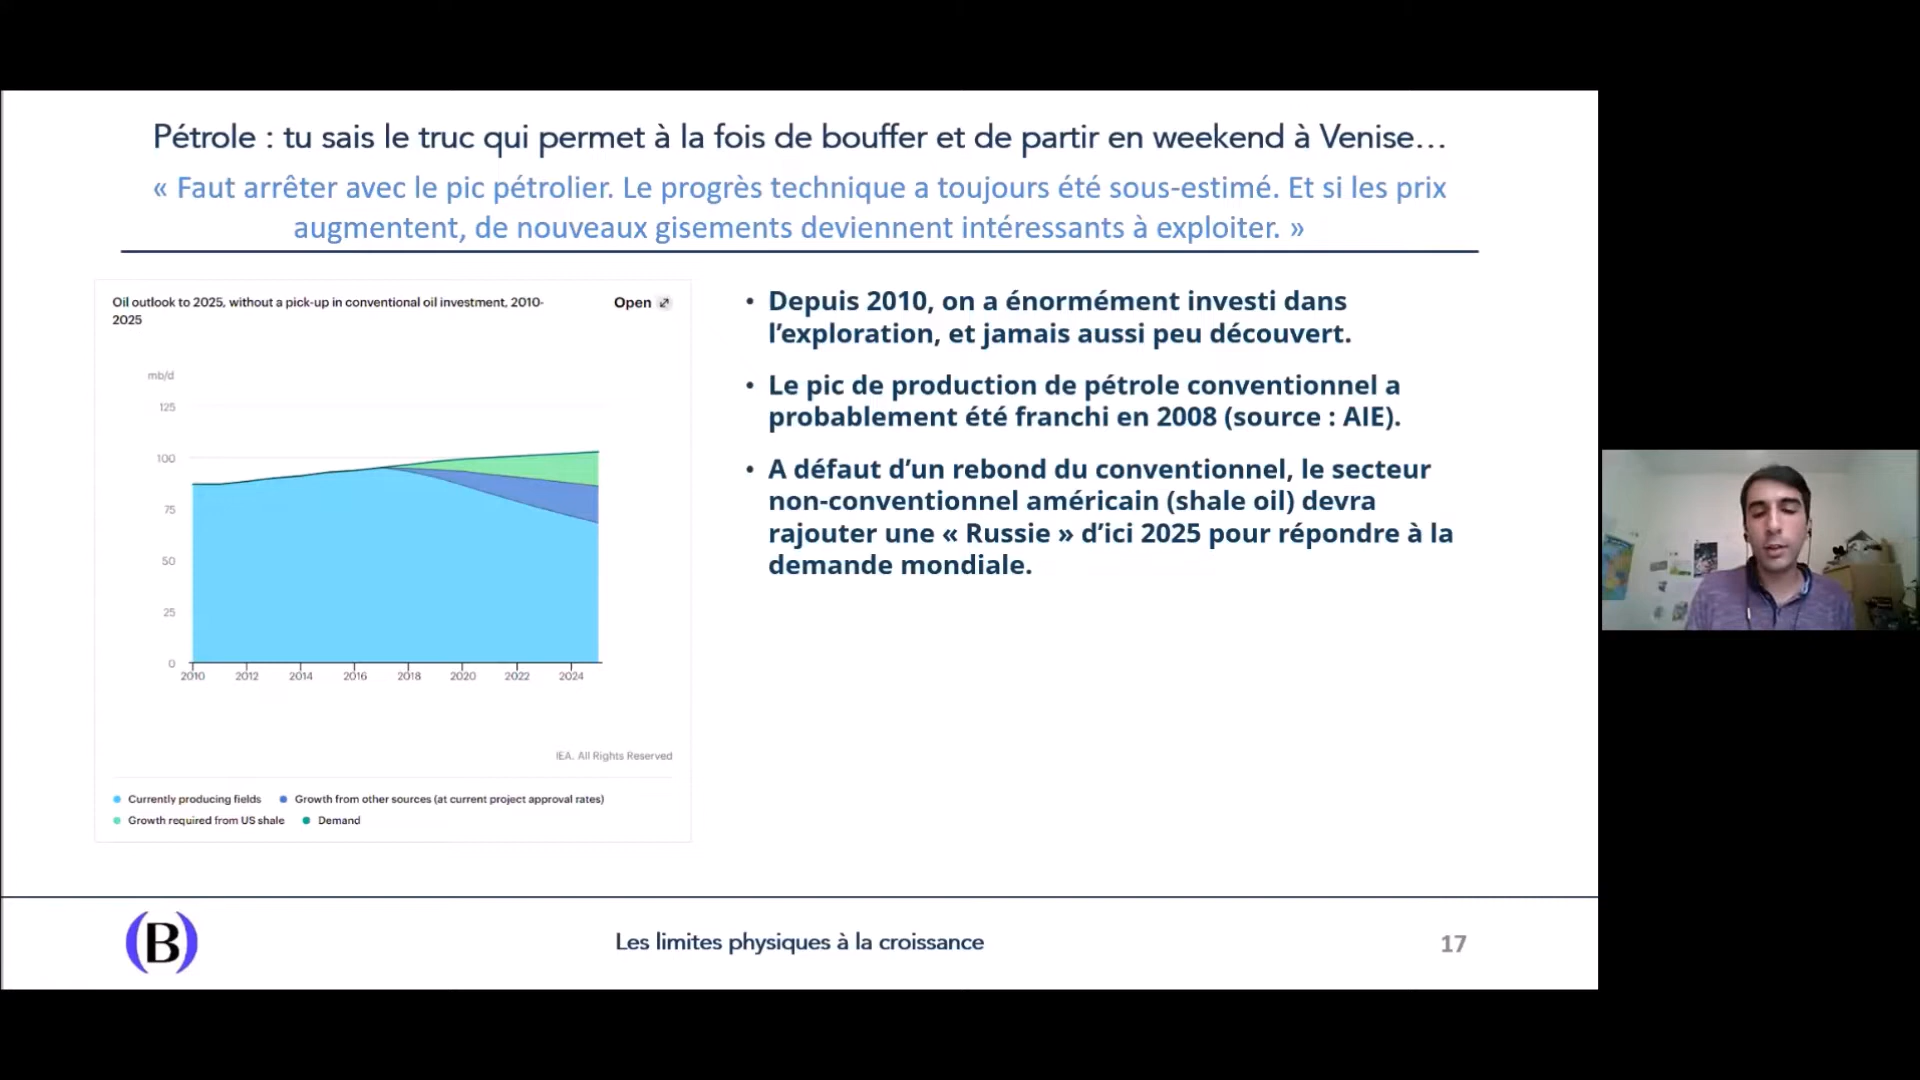 Pétrole : tu sais le truc qui permet à la fois de bouffer et de partir en weekend à Venise…
« Faut arrêter avec le pic pétrolier. Le progrès technique a toujours été sous-estimé. Et si les prix
augmentent, de nouveaux gisements deviennent intéressants à exploiter. »
Oil outlook to 2025, without a pick-up in conventional oil investment, 2010-
2025
Open
mb/d
125
100
75
50
25
0
2010 2012 2014 2016 2018 2020 2022 2024
IEA. All Rights Reserved
Currently producing fields Growth from other sources (at current project approval rates)
Growth required from US shale Demand
• Depuis 2010, on a énormément investi dans
l’exploration, et jamais aussi peu découvert.
• Le pic de production de pétrole conventionnel a
probablement été franchi en 2008 (source : AIE).
• A défaut d’un rebond du conventionnel, le secteur
non-conventionnel américain (shale oil) devra
rajouter une « Russie » d’ici 2025 pour répondre à la
demande mondiale.
(B)
Les limites physiques à la croissance
17